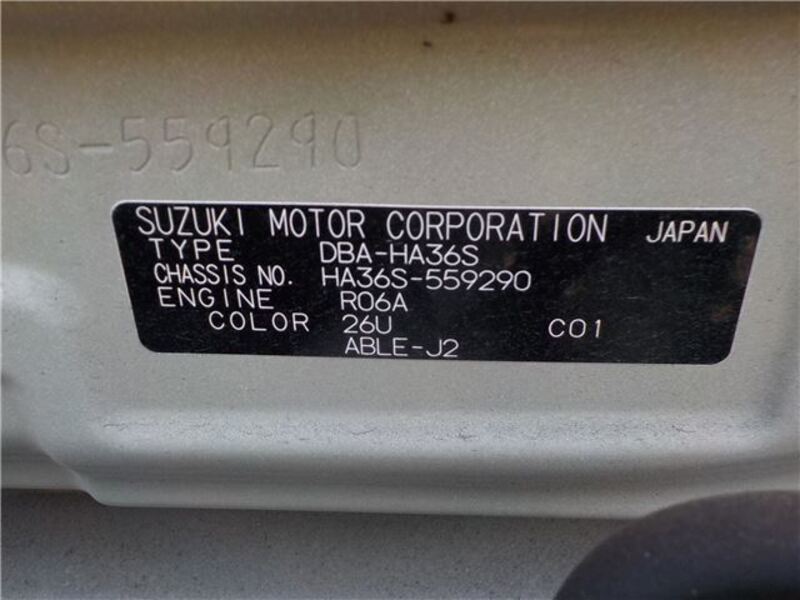 6S-559290
SUZUKI MOTOR CORPORATION JAPAN
TYPE DBA-HA36S
CHASSIS NO. HA36S-559290
ENGINE R06A
COLOR 26U C01
ABLE-J2